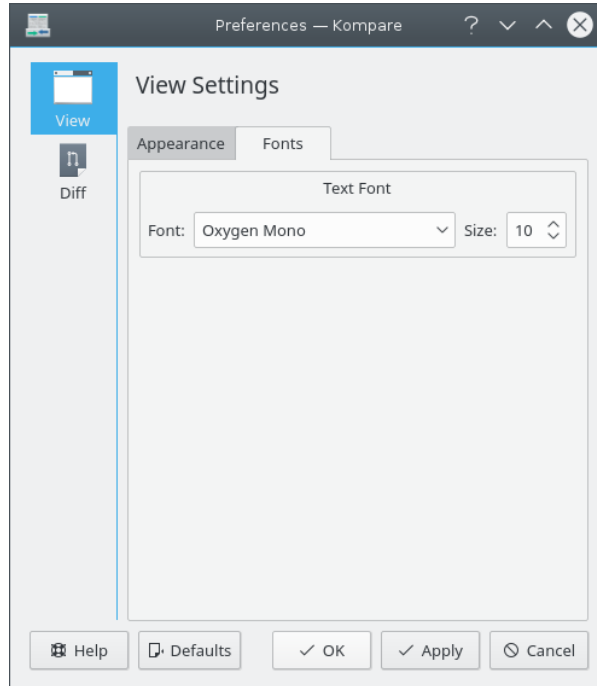 Preferences — Kompare
View Settings
View
Appearance Fonts
Diff
Text Font
Font: Oxygen Mono Size: 10
Help Defaults OK Apply Cancel